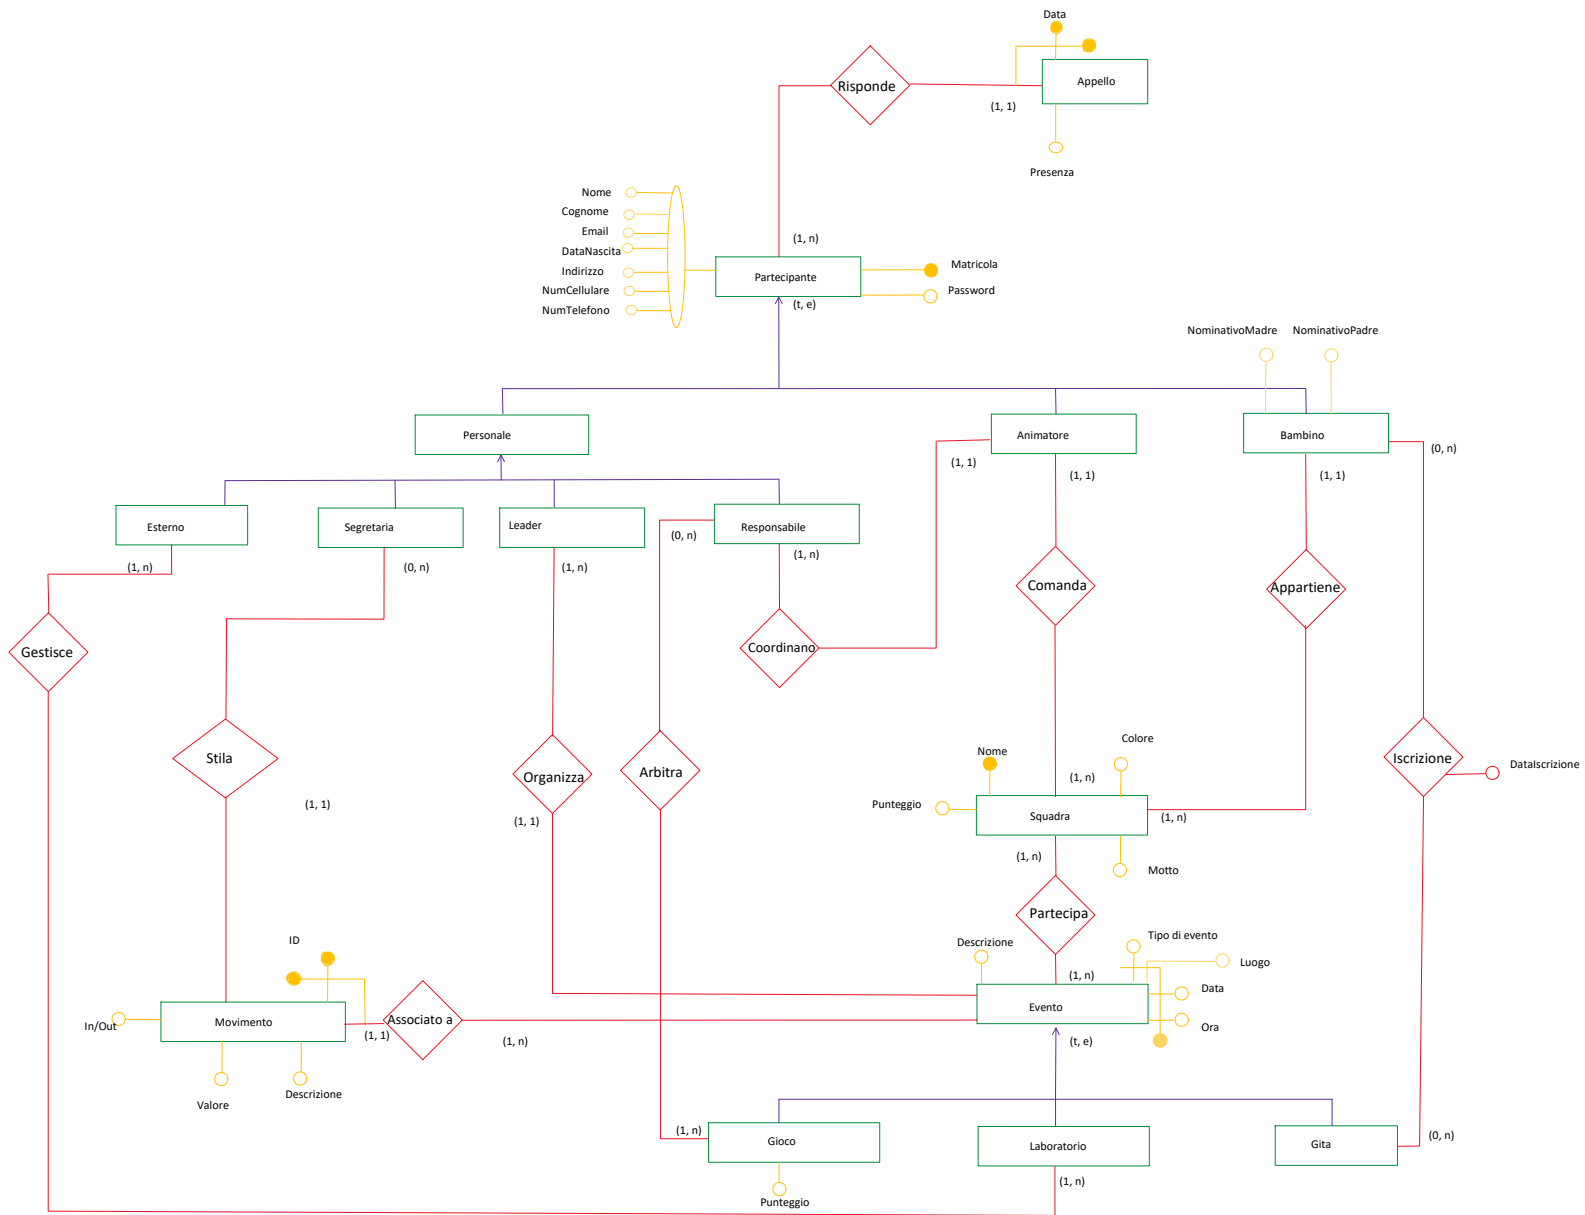 Data
Risponde
Appello
(1, 1)
Presenza
Nome
Cognome
Email
DataNascita
Indirizzo
NumCellulare
NumTelefono
(1, n)
Partecipante
Matricola
Password
(t, e)
NominativoMadre
NominativoPadre
Personale
Animatore
Bambino
(1, 1)
(1, 1)
(1, 1)
(0, n)
Esterno
Segretaria
Leader
Responsabile
(1, n)
(0, n)
(1, n)
(0, n)
(1, n)
Comanda
Appartiene
Gestisce
Coordinano
Stila
Organizza
Arbitra
Iscrizione
DataIscrizione
Nome
Colore
(1, n)
(1, 1)
(1, 1)
Punteggio
Squadra
(1, n)
(1, n)
Motto
Partecipa
ID
Descrizione
Tipo di evento
Luogo
(1, n)
Data
In/Out
Movimento
(1, 1)
Associato a
(1, n)
Evento
Ora
(t, e)
Valore
Descrizione
(1, n)
Gioco
Laboratorio
Gita
(0, n)
(1, n)
Punteggio